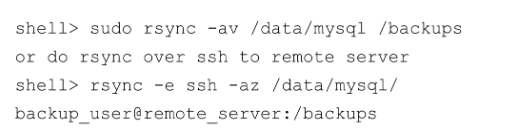 shell> sudo rsync -av /data/mysql /backups
or do rsync over ssh to remote server
shell> rsync -e ssh -az /data/mysql/
backup_user@remote_server:/backups